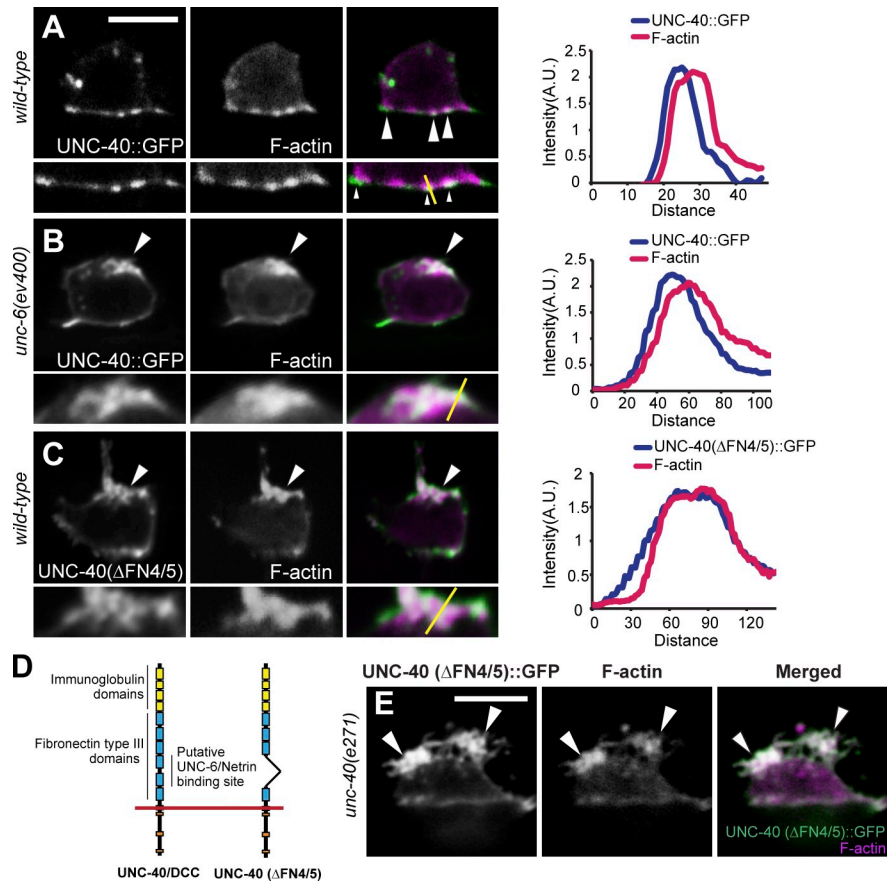 A
wild-type
UNC-40::GFP
F-actin
UNC-40::GFP
F-actin
Intensity(A.U.)
2.5
2
1.5
1
0.5
0
0 10 20 30 40
Distance
B
unc-6(ev400)
UNC-40::GFP
F-actin
UNC-40::GFP
F-actin
Intensity(A.U.)
2.5
2
1.5
1
0.5
0
0 20 40 60 80 100
Distance
C
wild-type
UNC-40(ΔFN4/5)
F-actin
UNC-40(ΔFN4/5)::GFP
F-actin
Intensity(A.U.)
2
1.5
1
0.5
0
0 30 60 90 120
Distance
D
Immunoglobulin
domains
Fibronectin type III
domains
Putative
UNC-6/Netrin
binding site
UNC-40/DCC
UNC-40 (ΔFN4/5)
UNC-40 (ΔFN4/5)::GFP
F-actin
Merged
E
unc-40(e271)
UNC-40 (ΔFN4/5)::GFP
F-actin